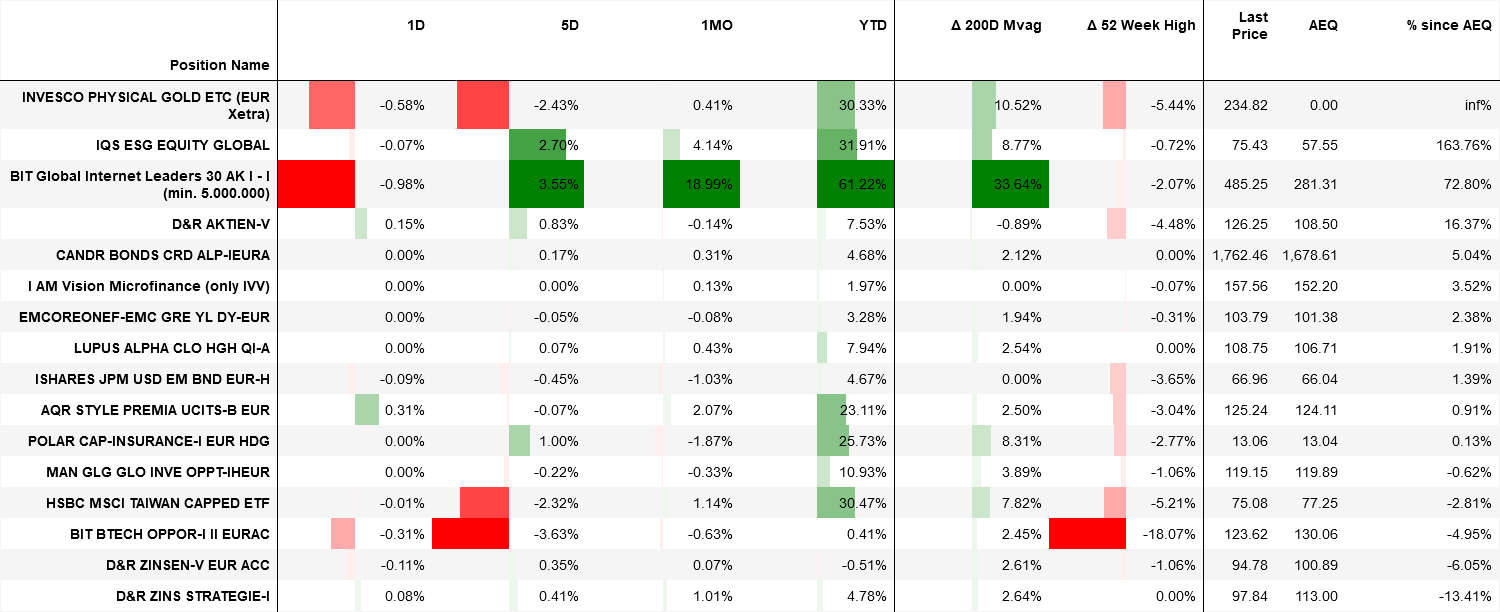 Position Name 1D 5D 1MO YTD Δ 200D Mvag Δ 52 Week High Last Price AEQ % since AEQ
INVESCO PHYSICAL GOLD ETC (EUR Xetra) -0.58% -2.43% 0.41% 30.33% 10.52% -5.44% 234.82 0.00 inf%
IQS ESG EQUITY GLOBAL -0.07% 2.70% 4.14% 31.91% 8.77% -0.72% 75.43 57.55 163.76%
BIT Global Internet Leaders 30 AK I - I (min. 5.000.000) -0.98% 3.55% 18.99% 61.22% 33.64% -2.07% 485.25 281.31 72.80%
D&R AKTIEN-V 0.15% 0.83% -0.14% 7.53% -0.89% -4.48% 126.25 108.50 16.37%
CANDR BONDS CRD ALP-IEURA 0.00% 0.17% 0.31% 4.68% 2.12% 0.00% 1,762.46 1,678.61 5.04%
I AM Vision Microfinance (only IVV) 0.00% 0.00% 0.13% 1.97% 0.00% -0.07% 157.56 152.20 3.52%
EMCOREONEF-EMC GRE YL DY-EUR 0.00% -0.05% -0.08% 3.28% 1.94% -0.31% 103.79 101.38 2.38%
LUPUS ALPHA CLO HGH QI-A 0.00% 0.07% 0.43% 7.94% 2.54% 0.00% 108.75 106.71 1.91%
ISHARES JPM USD EM BND EUR-H -0.09% -0.45% -1.03% 4.67% 0.00% -3.65% 66.96 66.04 1.39%
AQR STYLE PREMIA UCITS-B EUR 0.31% -0.07% 2.07% 23.11% 2.50% -3.04% 125.24 124.11 0.91%
POLAR CAP-INSURANCE-I EUR HDG 0.00% 1.00% -1.87% 25.73% 8.31% -2.77% 13.06 13.04 0.13%
MAN GLG GLO INVE OPPT-IHEUR 0.00% -0.22% -0.33% 10.93% 3.89% -1.06% 119.15 119.89 -0.62%
HSBC MSCI TAIWAN CAPPED ETF -0.01% -2.32% 1.14% 30.47% 7.82% -5.21% 75.08 77.25 -2.81%
BIT BTECH OPPOR-I II EURAC -0.31% -3.63% -0.63% 0.41% 2.45% -18.07% 123.62 130.06 -4.95%
D&R ZINSEN-V EUR ACC -0.11% 0.35% 0.07% -0.51% 2.61% -1.06% 94.78 100.89 -6.05%
D&R ZINS STRATEGIE-I 0.08% 0.41% 1.01% 4.78% 2.64% 0.00% 97.84 113.00 -13.41%